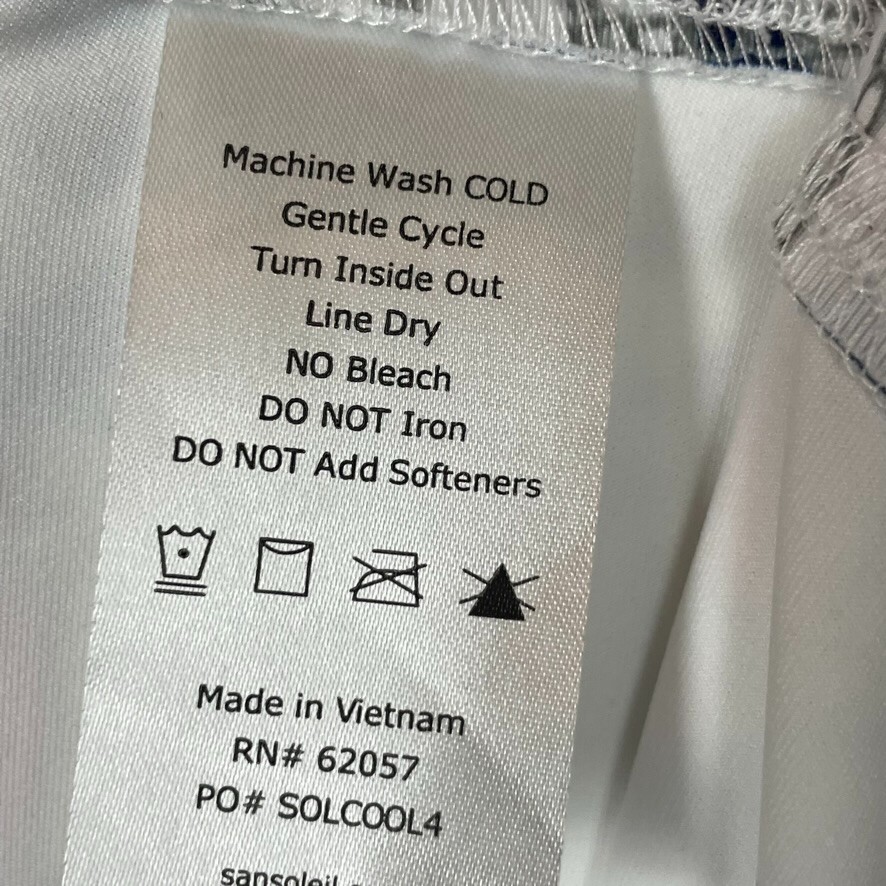 Machine Wash COLD
Gentle Cycle
Turn Inside Out
Line Dry
NO Bleach
DO NOT Iron
DO NOT Add Softeners
Made in Vietnam
RN# 62057
PO# SOLCOOL4
sansoleil